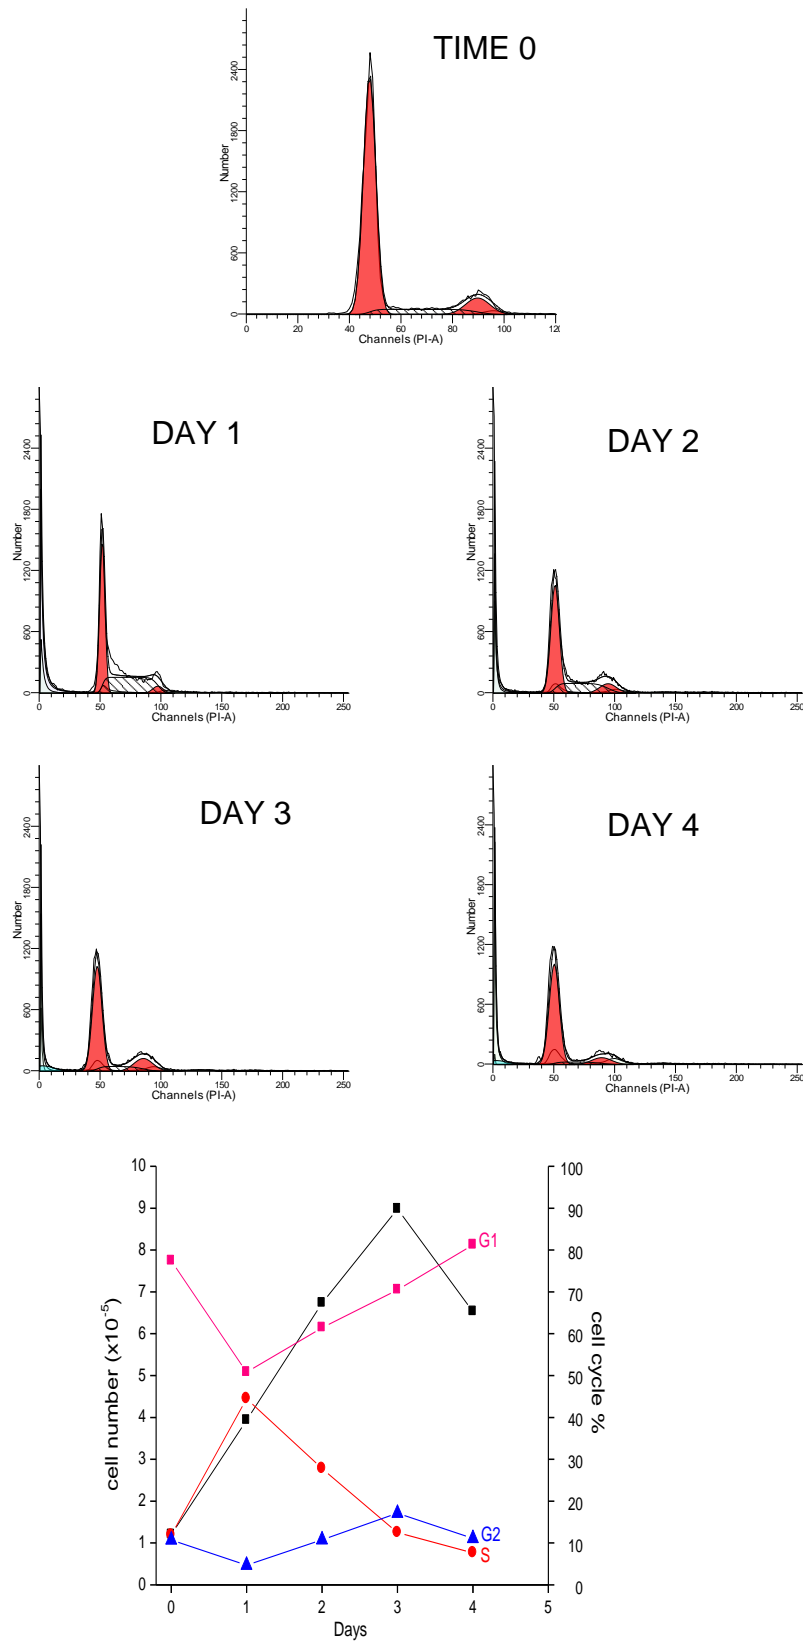 TIME 0
Number
0 600 1200 1800 2400
0 20 40 60 80 100 12
Channels (PI-A)
DAY 1
Number
0 600 1200 1800 2400
0 50 100 150 200 250
Channels (PI-A)
DAY 2
Number
0 600 1200 1800 2400
0 50 100 150 200 250
Channels (PI-A)
DAY 3
Number
0 600 1200 1800 2400
0 50 100 150 200 250
Channels (PI-A)
DAY 4
Number
0 600 1200 1800 2400
0 50 100 150 200 250
Channels (PI-A)
cell number (x10⁻⁵)
10
9
8
7
6
5
4
3
2
1
0
G1
G2
S
100
90
80
70
60
50
40
30
20
10
0
cell cycle %
0 1 2 3 4 5
Days